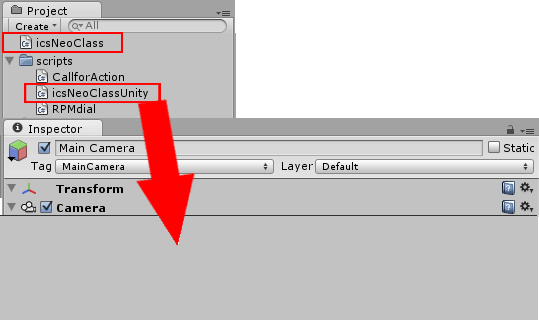 Project
Create
All
icsNeoClass
scripts
CallforAction
icsNeoClassUnity
RPMdial
Inspector
Main Camera
Static
Tag MainCamera Layer Default
Transform
Camera